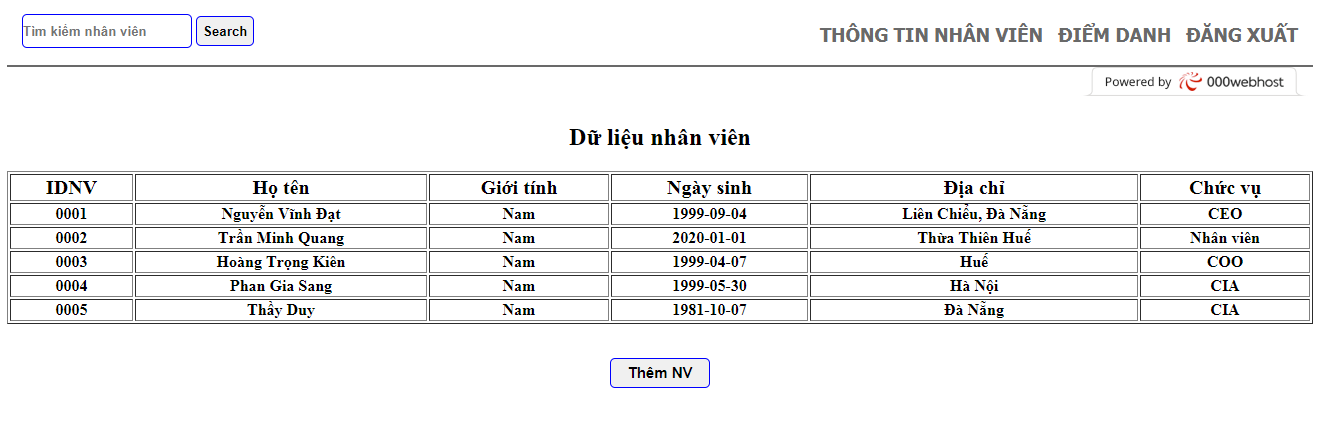 Tìm kiếm nhân viên Search THÔNG TIN NHÂN VIÊN ĐIỂM DANH ĐĂNG XUẤT
Powered by 000webhost
Dữ liệu nhân viên
IDNV Họ tên Giới tính Ngày sinh Địa chỉ Chức vụ
0001 Nguyễn Vĩnh Đạt Nam 1999-09-04 Liên Chiểu, Đà Nẵng CEO
0002 Trần Minh Quang Nam 2020-01-01 Thừa Thiên Huế Nhân viên
0003 Hoàng Trọng Kiên Nam 1999-04-07 Huế COO
0004 Phan Gia Sang Nam 1999-05-30 Hà Nội CIA
0005 Thầy Duy Nam 1981-10-07 Đà Nẵng CIA
Thêm NV